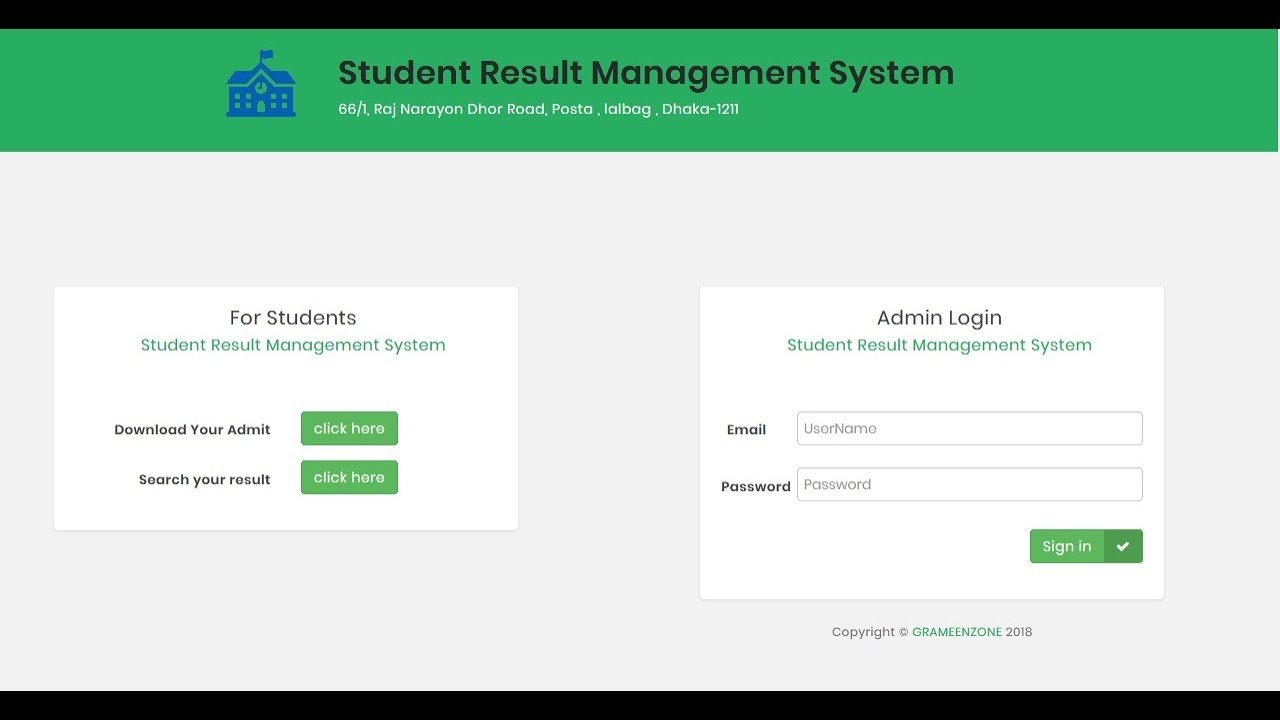 Student Result Management System
66/1, Raj Narayon Dhor Road, Posta , lalbag , Dhaka-1211
For Students
Student Result Management System
Download Your Admit click here
Search your result click here
Admin Login
Student Result Management System
Email UserName
Password Password
Sign in
Copyright © GRAMEENZONE 2018